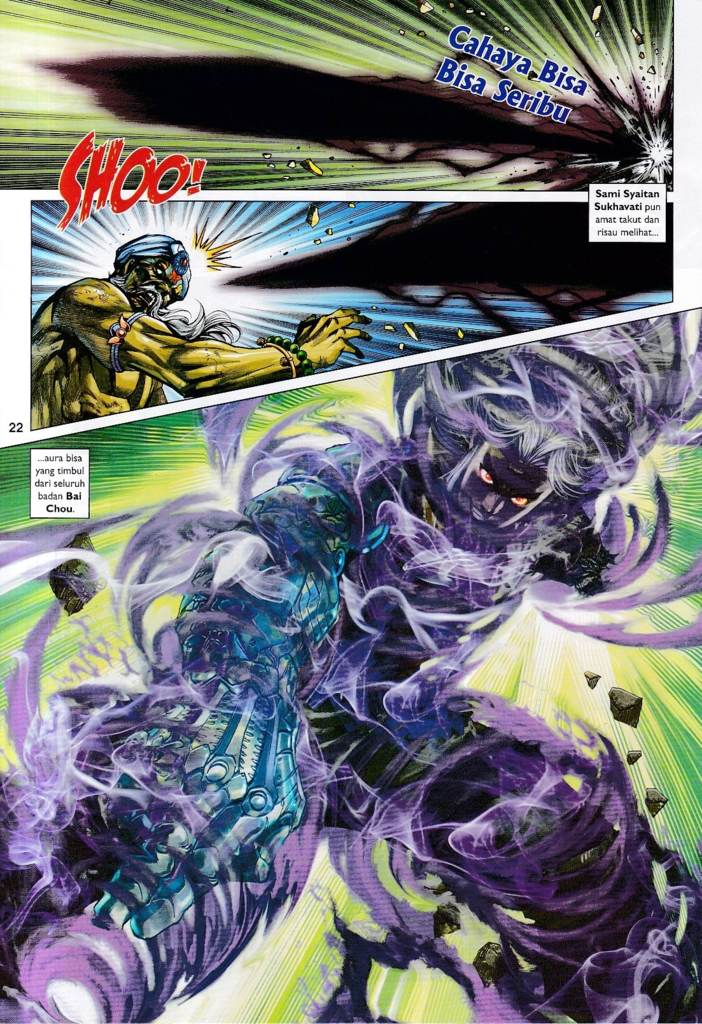 Cahaya Bisa
Bisa Seribu
SHOO!
Sami Syaitan
Sukhavati pun
amat takut dan
risau melihat...
22
...aura bisa
yang timbul
dari seluruh
badan Bai
Chou.